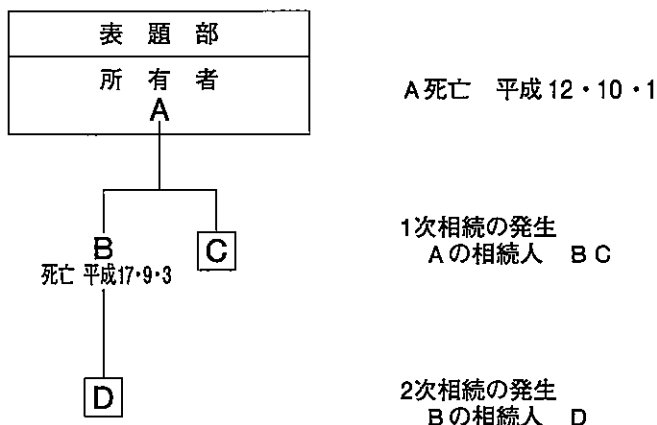 表 題 部
所 有 者
A
A死亡 平成12・10・1
B
死亡 平成17・9・3
C
1次相続の発生
Aの相続人 B C
D
2次相続の発生
Bの相続人 D